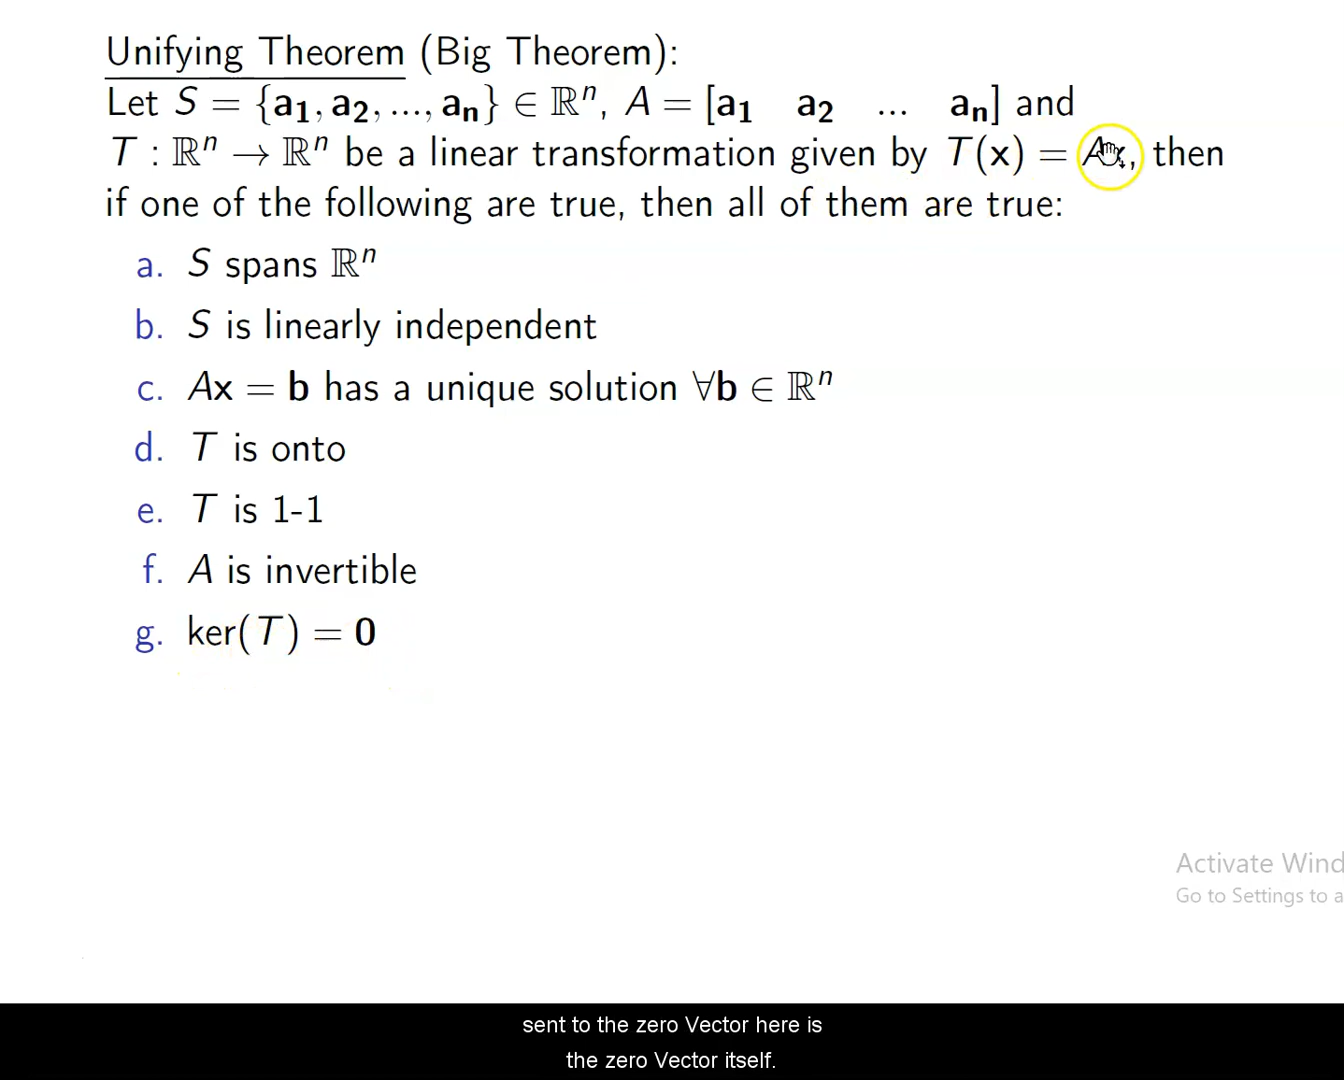 Unifying Theorem (Big Theorem):
Let S = {a₁, a₂, ..., aₙ} ∈ ℝⁿ, A = [a₁ a₂ ... aₙ] and
T : ℝⁿ → ℝⁿ be a linear transformation given by T(x) = Ax, then
if one of the following are true, then all of them are true:
a. S spans ℝⁿ
b. S is linearly independent
c. Ax = b has a unique solution ∀b ∈ ℝⁿ
d. T is onto
e. T is 1-1
f. A is invertible
g. ker(T) = 0
Activate Wind
Go to Settings to a
sent to the zero Vector here is
the zero Vector itself.